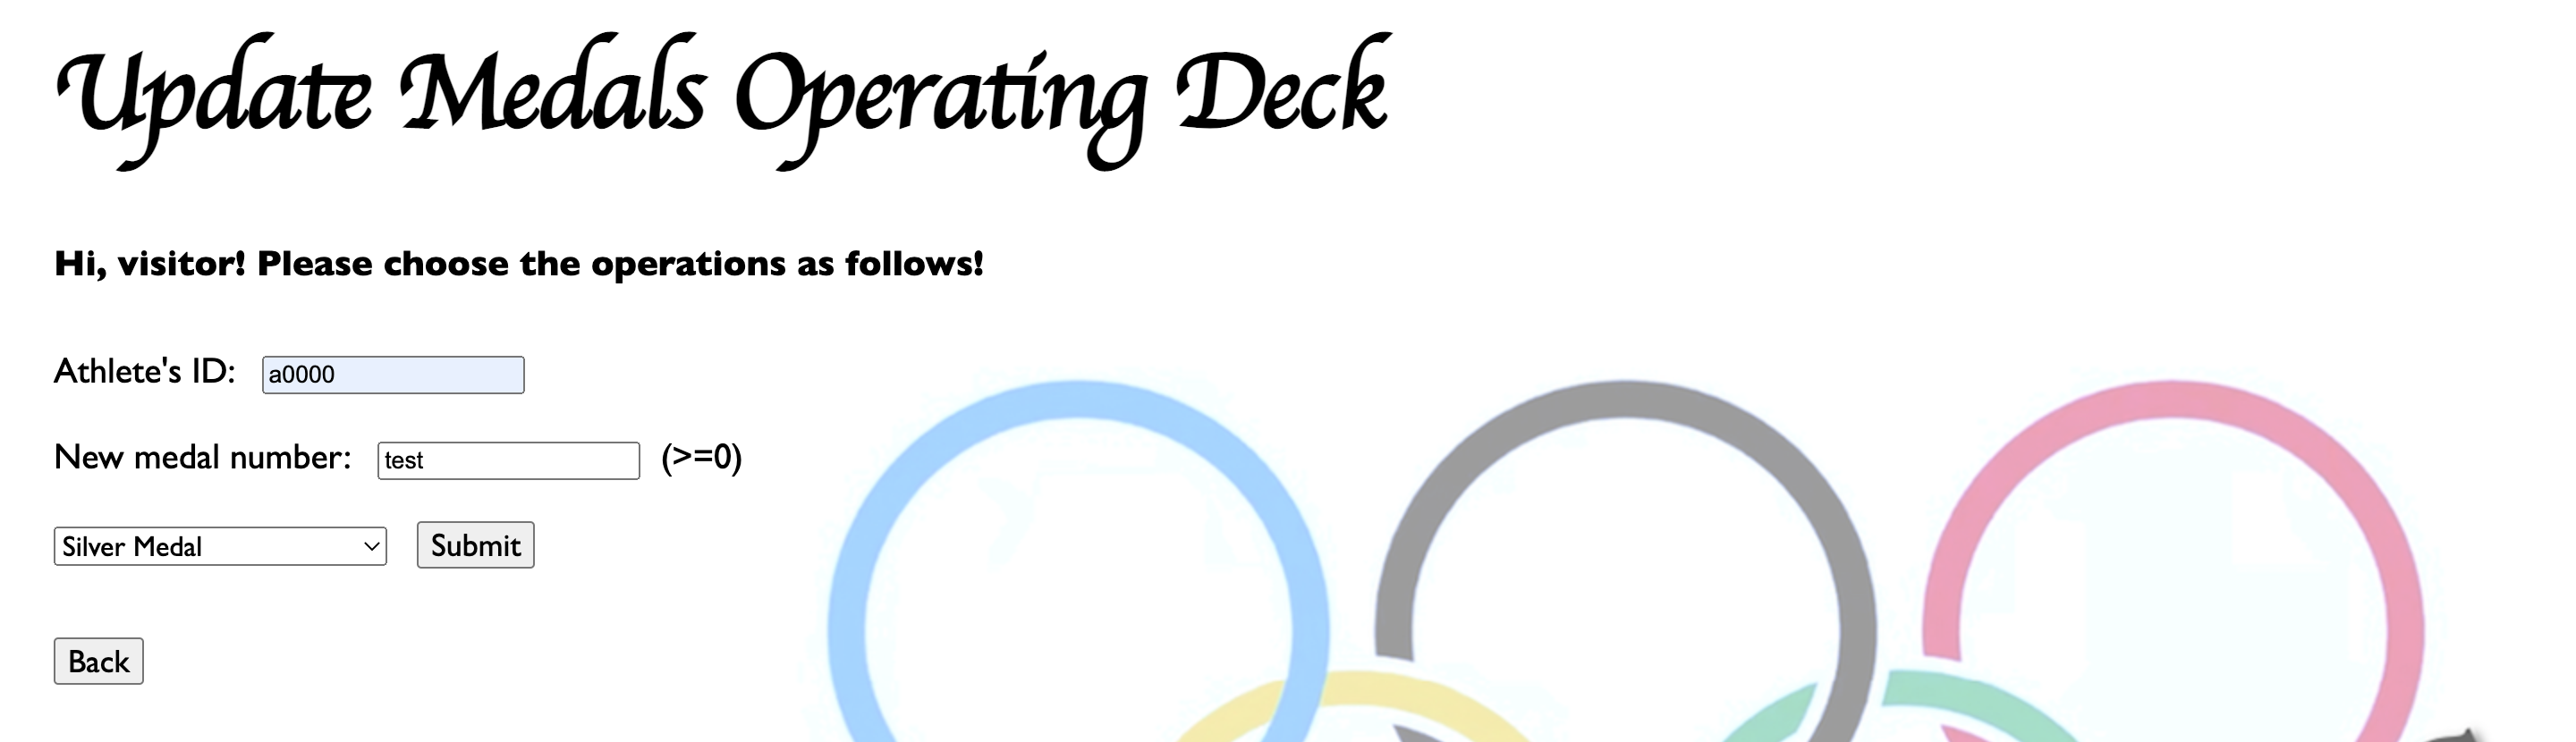 Update Medals Operating Deck
Hi, visitor! Please choose the operations as follows!
Athlete's ID: a0000
New medal number: test (>=0)
Silver Medal Submit
Back